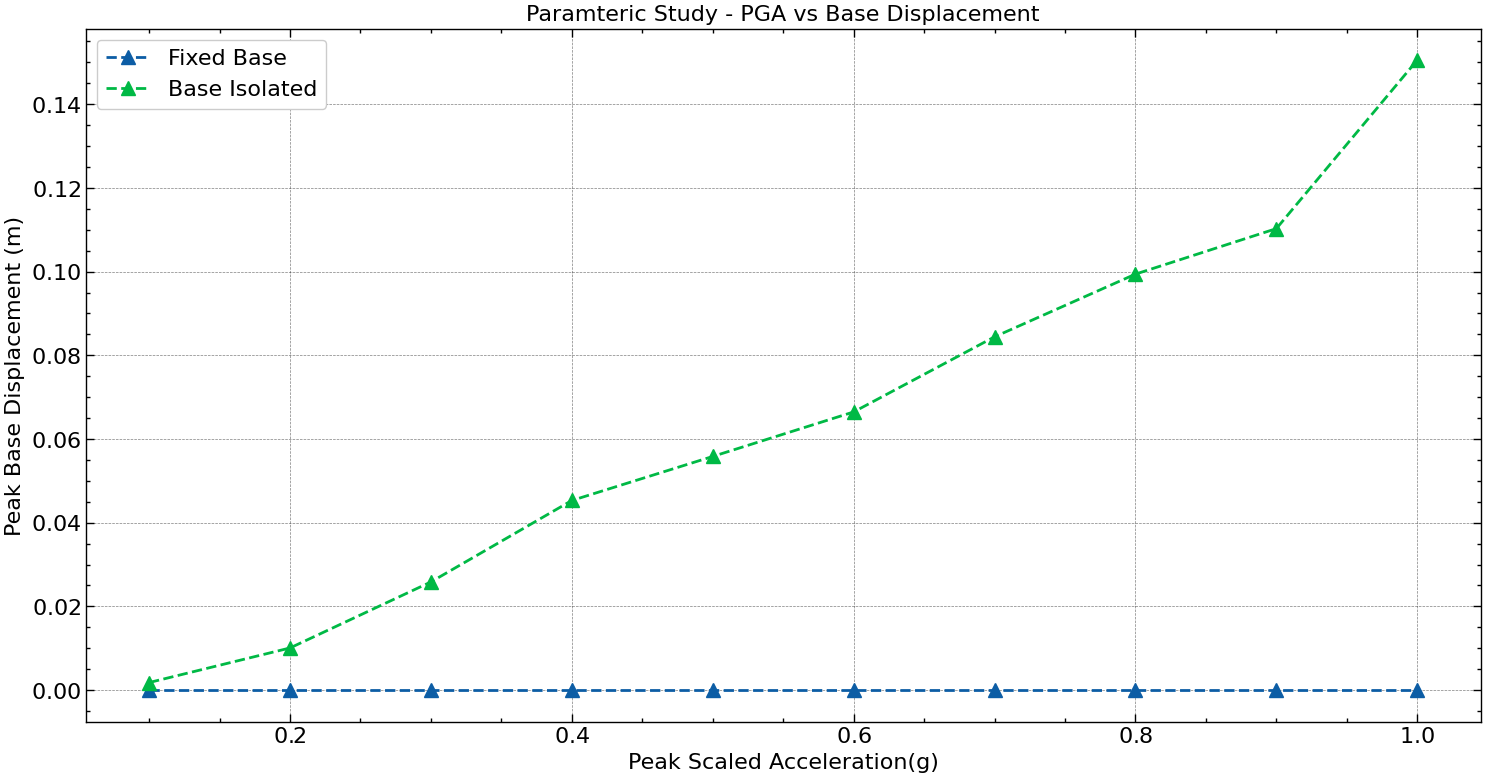 Paramteric Study - PGA vs Base Displacement
Fixed Base
Base Isolated
Peak Base Displacement (m)
0.14
0.12
0.10
0.08
0.06
0.04
0.02
0.00
0.2
0.4
0.6
0.8
1.0
Peak Scaled Acceleration(g)